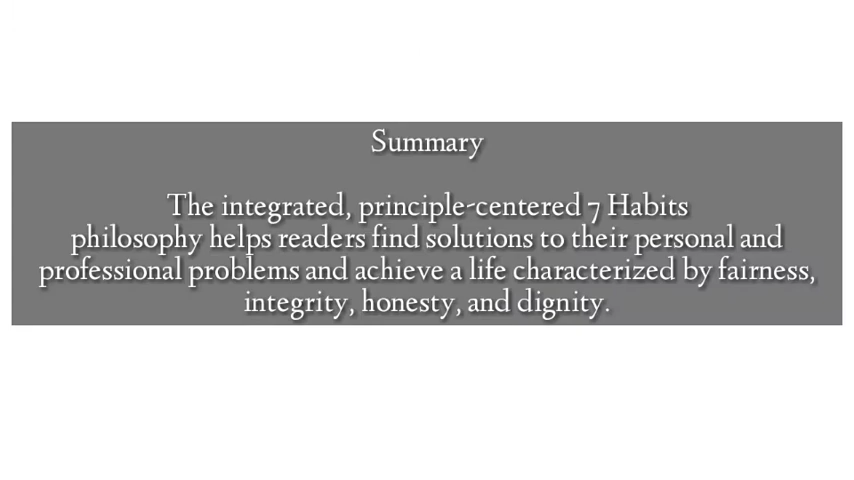 Summary
The integrated, principle-centered 7 Habits
philosophy helps readers find solutions to their personal and
professional problems and achieve a life characterized by fairness,
integrity, honesty, and dignity.